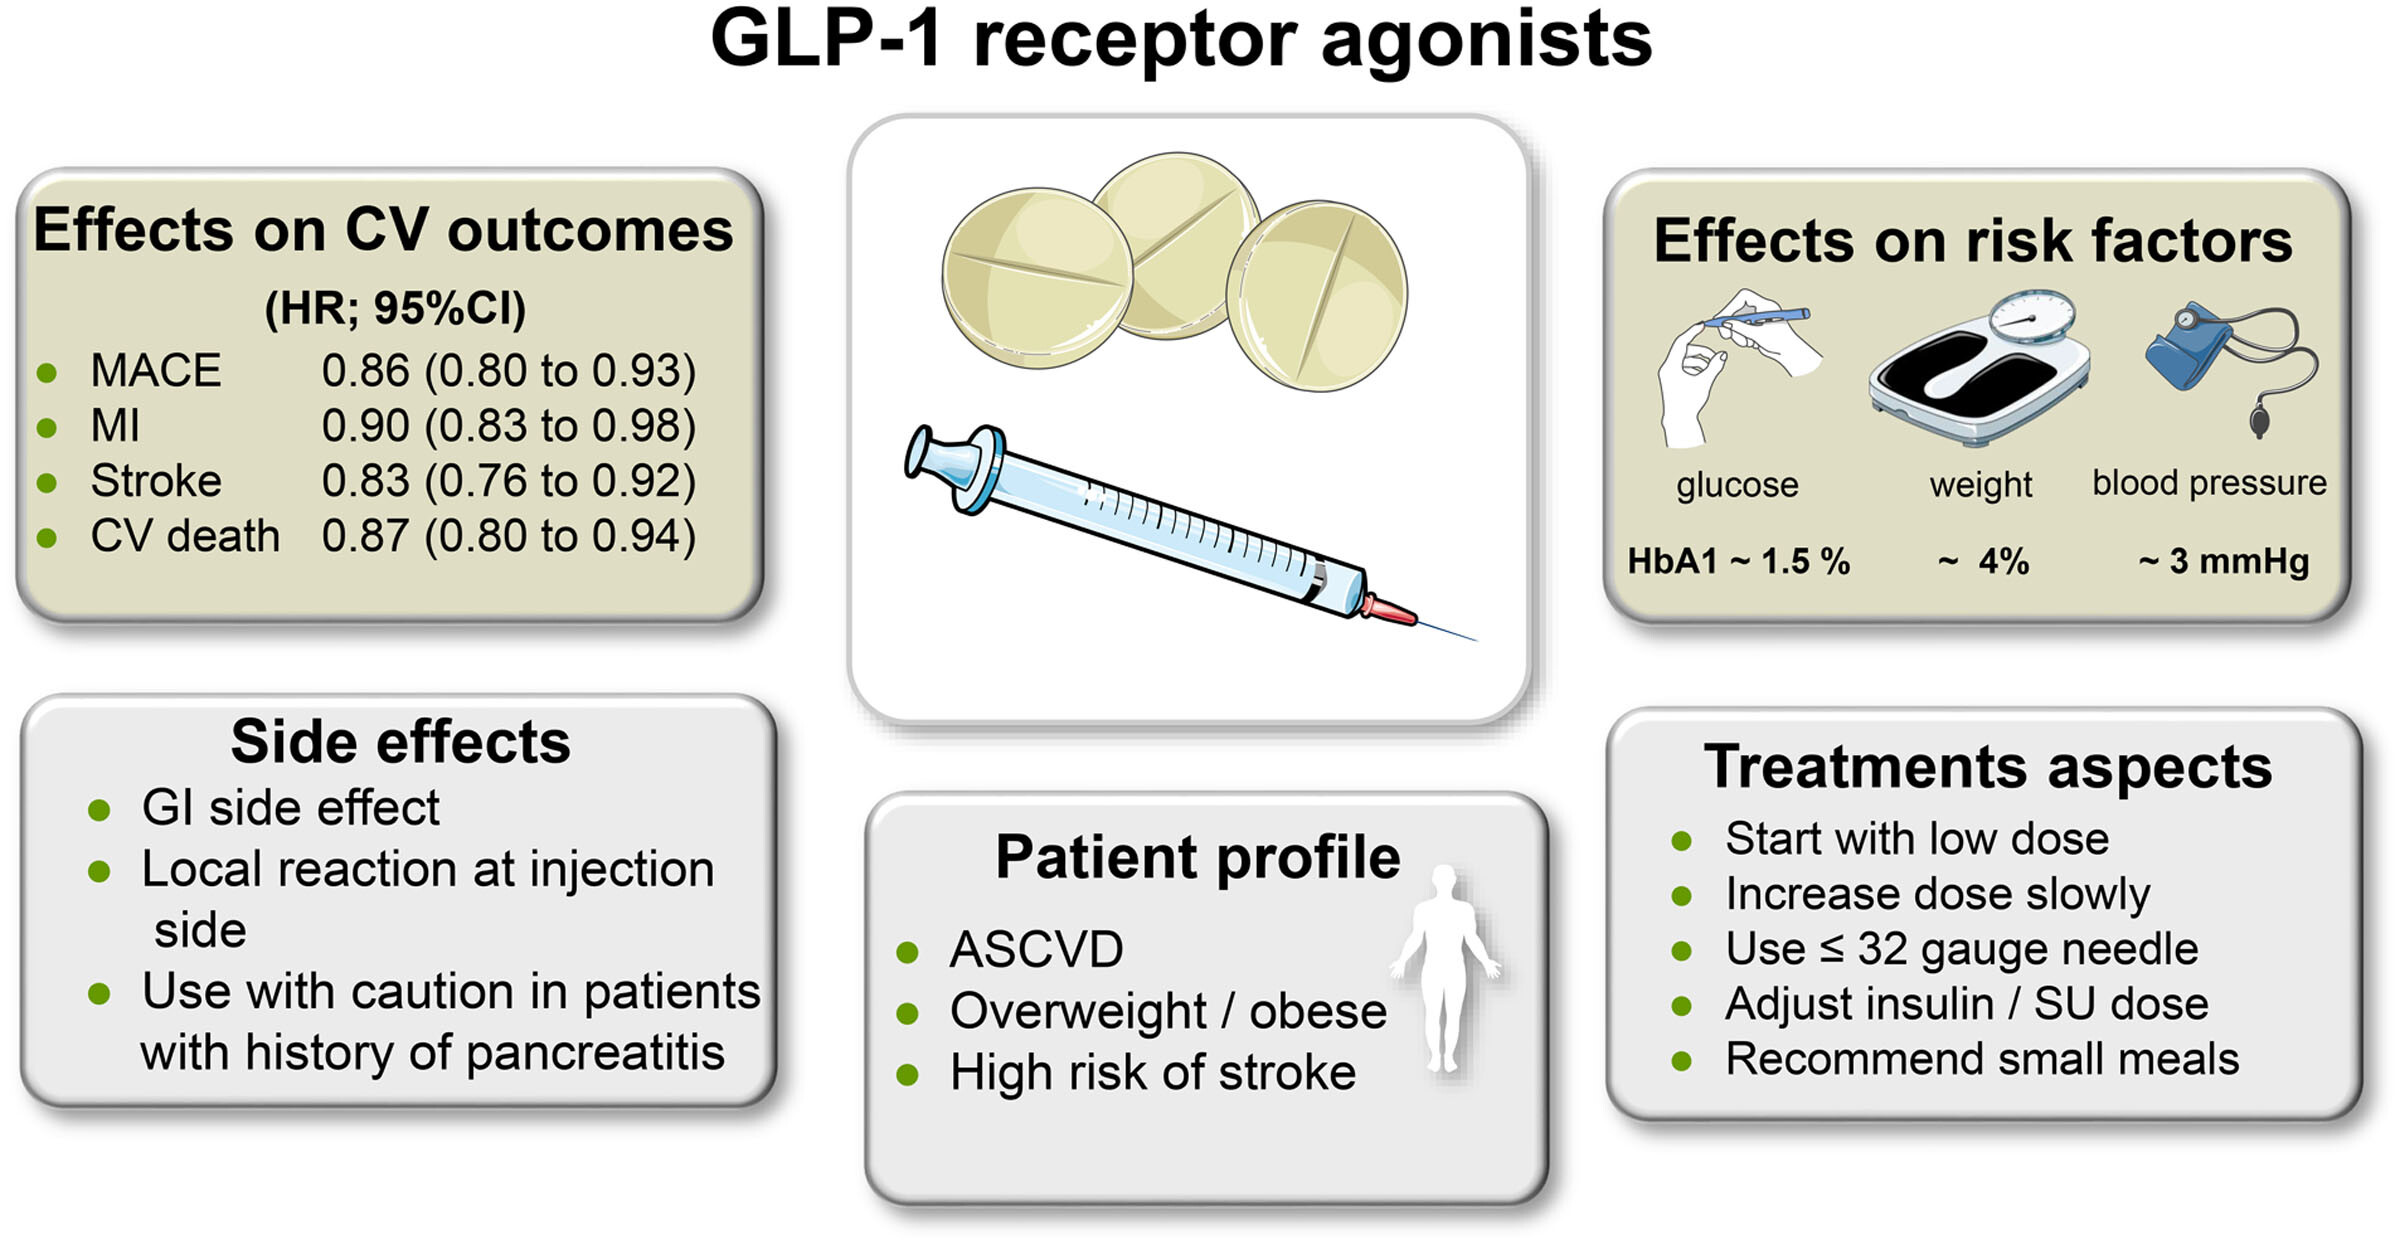 GLP-1 receptor agonists
Effects on CV outcomes
(HR; 95%CI)
MACE 0.86 (0.80 to 0.93)
MI 0.90 (0.83 to 0.98)
Stroke 0.83 (0.76 to 0.92)
CV death 0.87 (0.80 to 0.94)
Effects on risk factors
glucose weight blood pressure
HbA1 ~ 1.5 % ~ 4% ~ 3 mmHg
Side effects
GI side effect
Local reaction at injection
side
Use with caution in patients
with history of pancreatitis
Patient profile
ASCVD
Overweight / obese
High risk of stroke
Treatments aspects
Start with low dose
Increase dose slowly
Use ≤ 32 gauge needle
Adjust insulin / SU dose
Recommend small meals